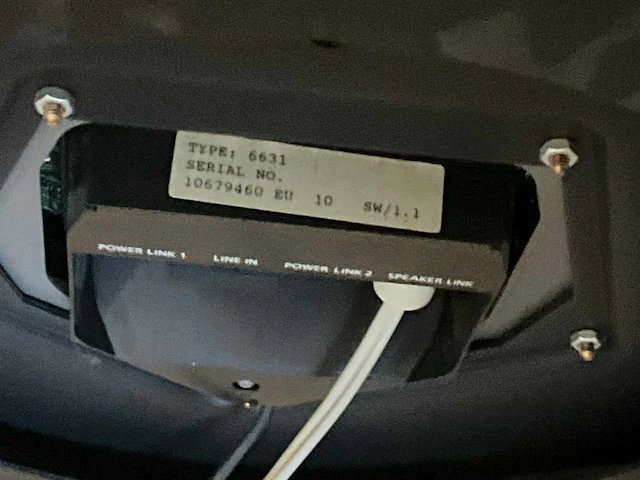 TYPE: 6631
SERIAL NO.
10679460 EU 10 SW/1.1
POWER LINK 1 LINE IN POWER LINK 2 SPEAKER LINK